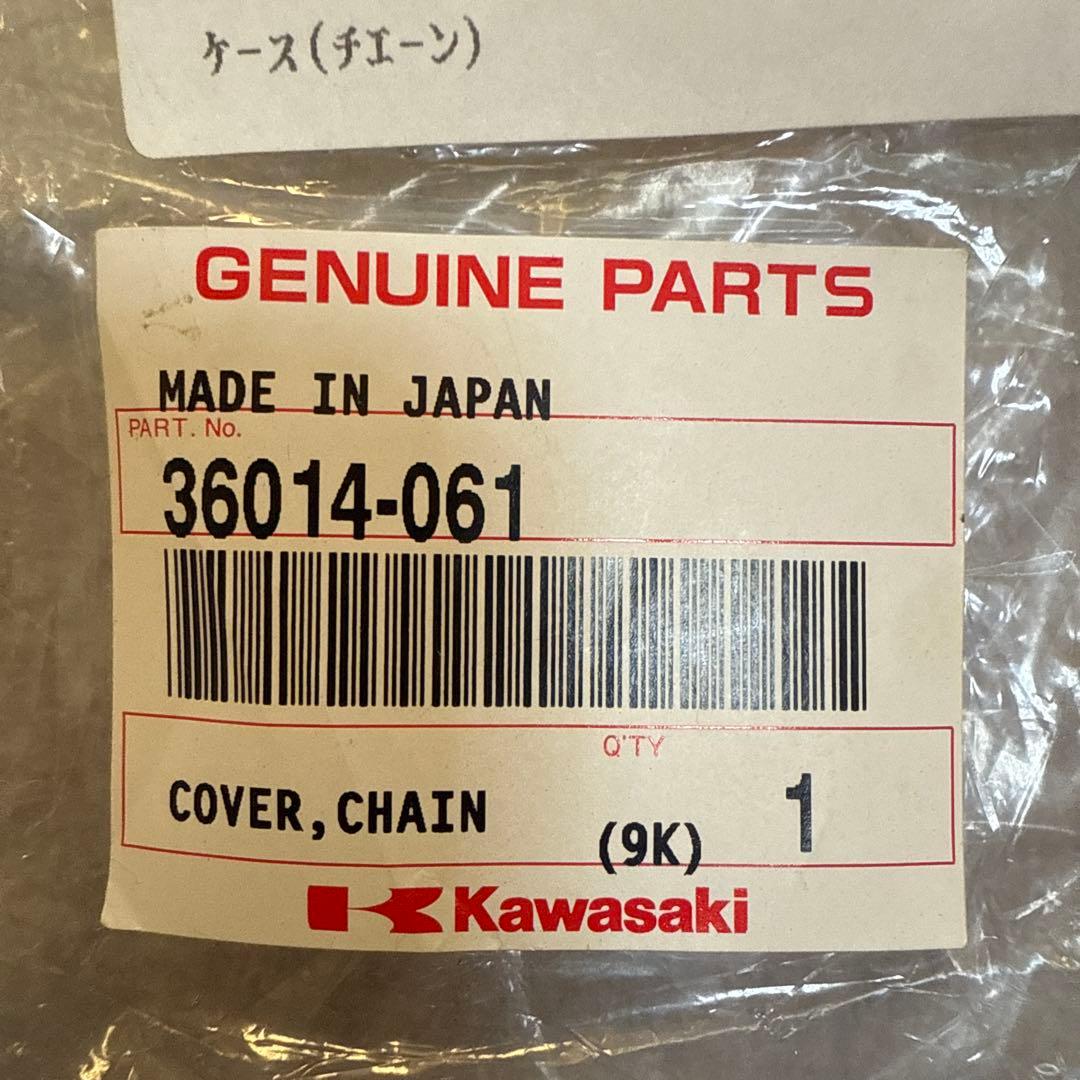 ケース(チエーン)
GENUINE PARTS
MADE IN JAPAN
PART. No.
36014-061
Q'TY
COVER,CHAIN (9K) 1
Kawasaki